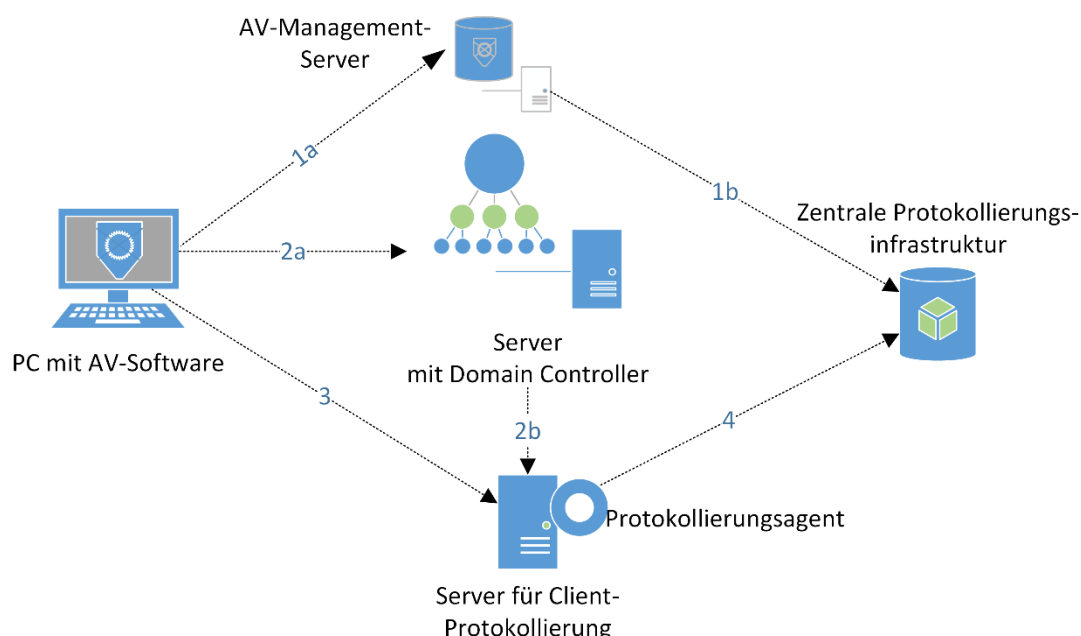 AV-Management-
Server
1a
1b
2a
Zentrale Protokollierungs-
infrastruktur
PC mit AV-Software
Server
mit Domain Controller
3
2b
4
Protokollierungsagent
Server für Client-
Protokollierung